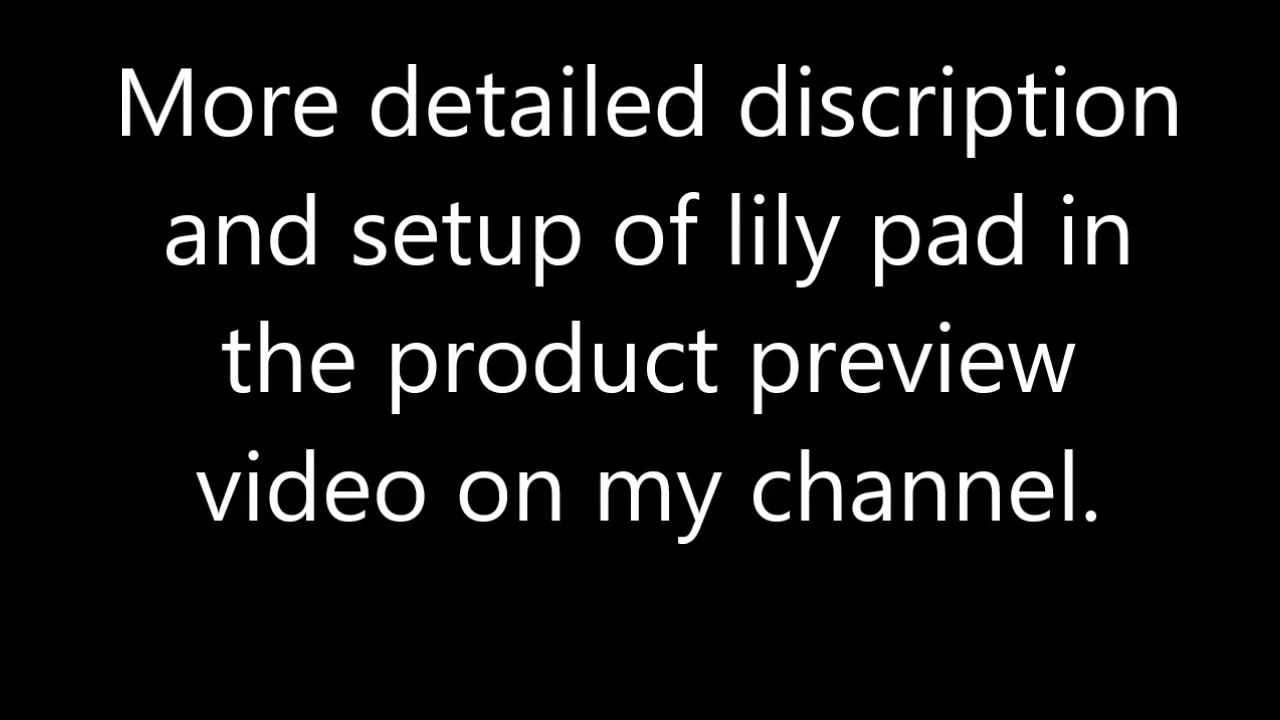 More detailed discription
and setup of lily pad in
the product preview
video on my channel.